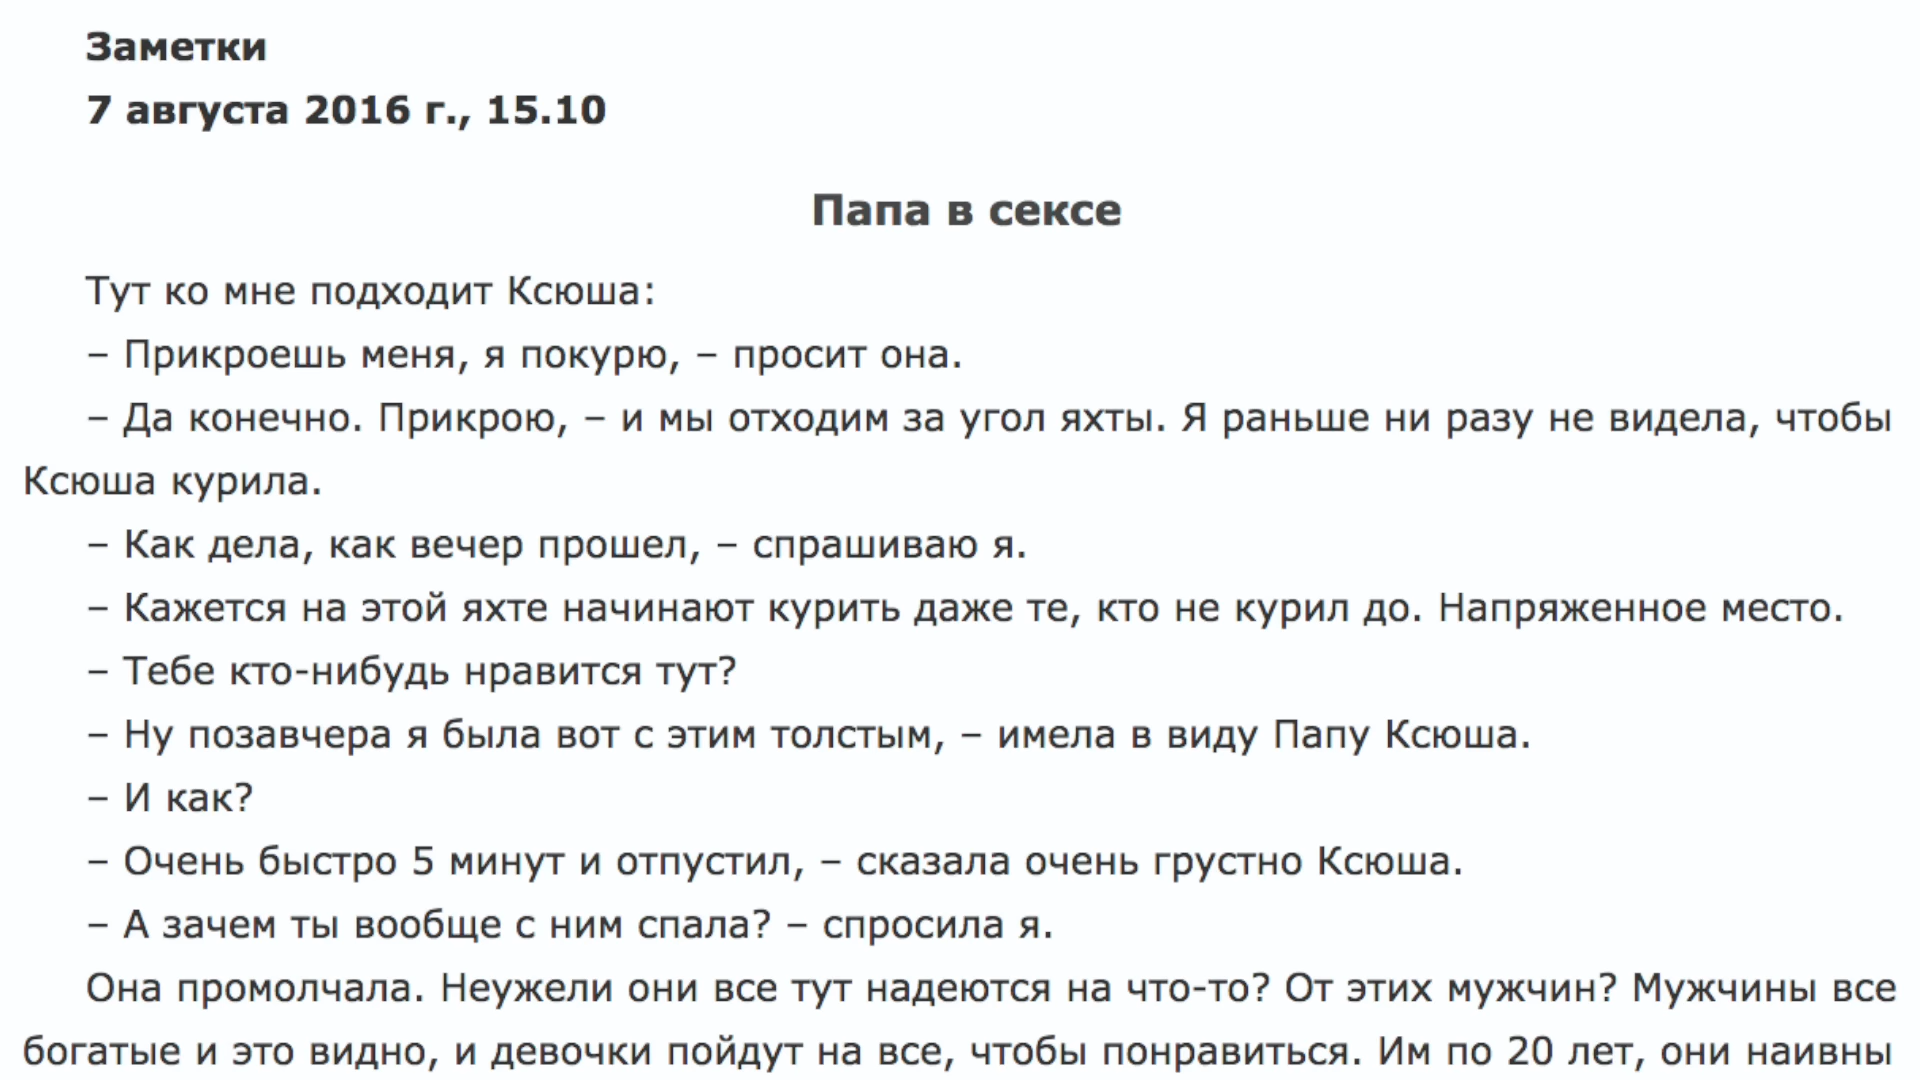 Заметки
7 августа 2016 г., 15.10
Папа в сексе
Тут ко мне подходит Ксюша:
– Прикроешь меня, я покурю, – просит она.
– Да конечно. Прикрою, – и мы отходим за угол яхты. Я раньше ни разу не видела, чтобы
Ксюша курила.
– Как дела, как вечер прошел, – спрашиваю я.
– Кажется на этой яхте начинают курить даже те, кто не курил до. Напряженное место.
– Тебе кто-нибудь нравится тут?
– Ну позавчера я была вот с этим толстым, – имела в виду Папу Ксюша.
– И как?
– Очень быстро 5 минут и отпустил, – сказала очень грустно Ксюша.
– А зачем ты вообще с ним спала? – спросила я.
Она промолчала. Неужели они все тут надеются на что-то? От этих мужчин? Мужчины все
богатые и это видно, и девочки пойдут на все, чтобы понравиться. Им по 20 лет, они наивны